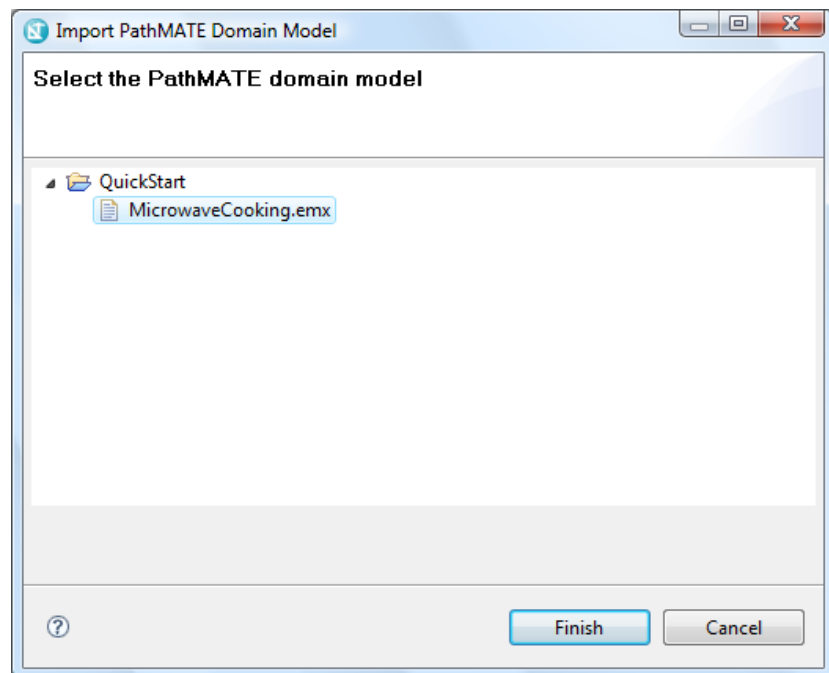 Import PathMATE Domain Model
Select the PathMATE domain model
QuickStart
MicrowaveCooking.emx
Finish
Cancel